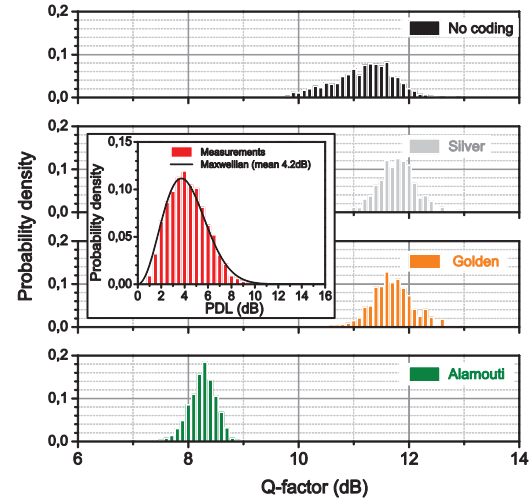 0,2
No coding
0,1
0,0
0,2
Silver
0,1
0,0
0,2
Golden
0,1
0,0
0,2
Alamouti
0,1
0,0
6 8 10 12 14
Q-factor (dB)
Probability density
0,15
Measurements
Maxwellian (mean 4.2dB)
0,10
0,05
0,00
0 2 4 6 8 10 12 14 16
PDL (dB)
Probability density